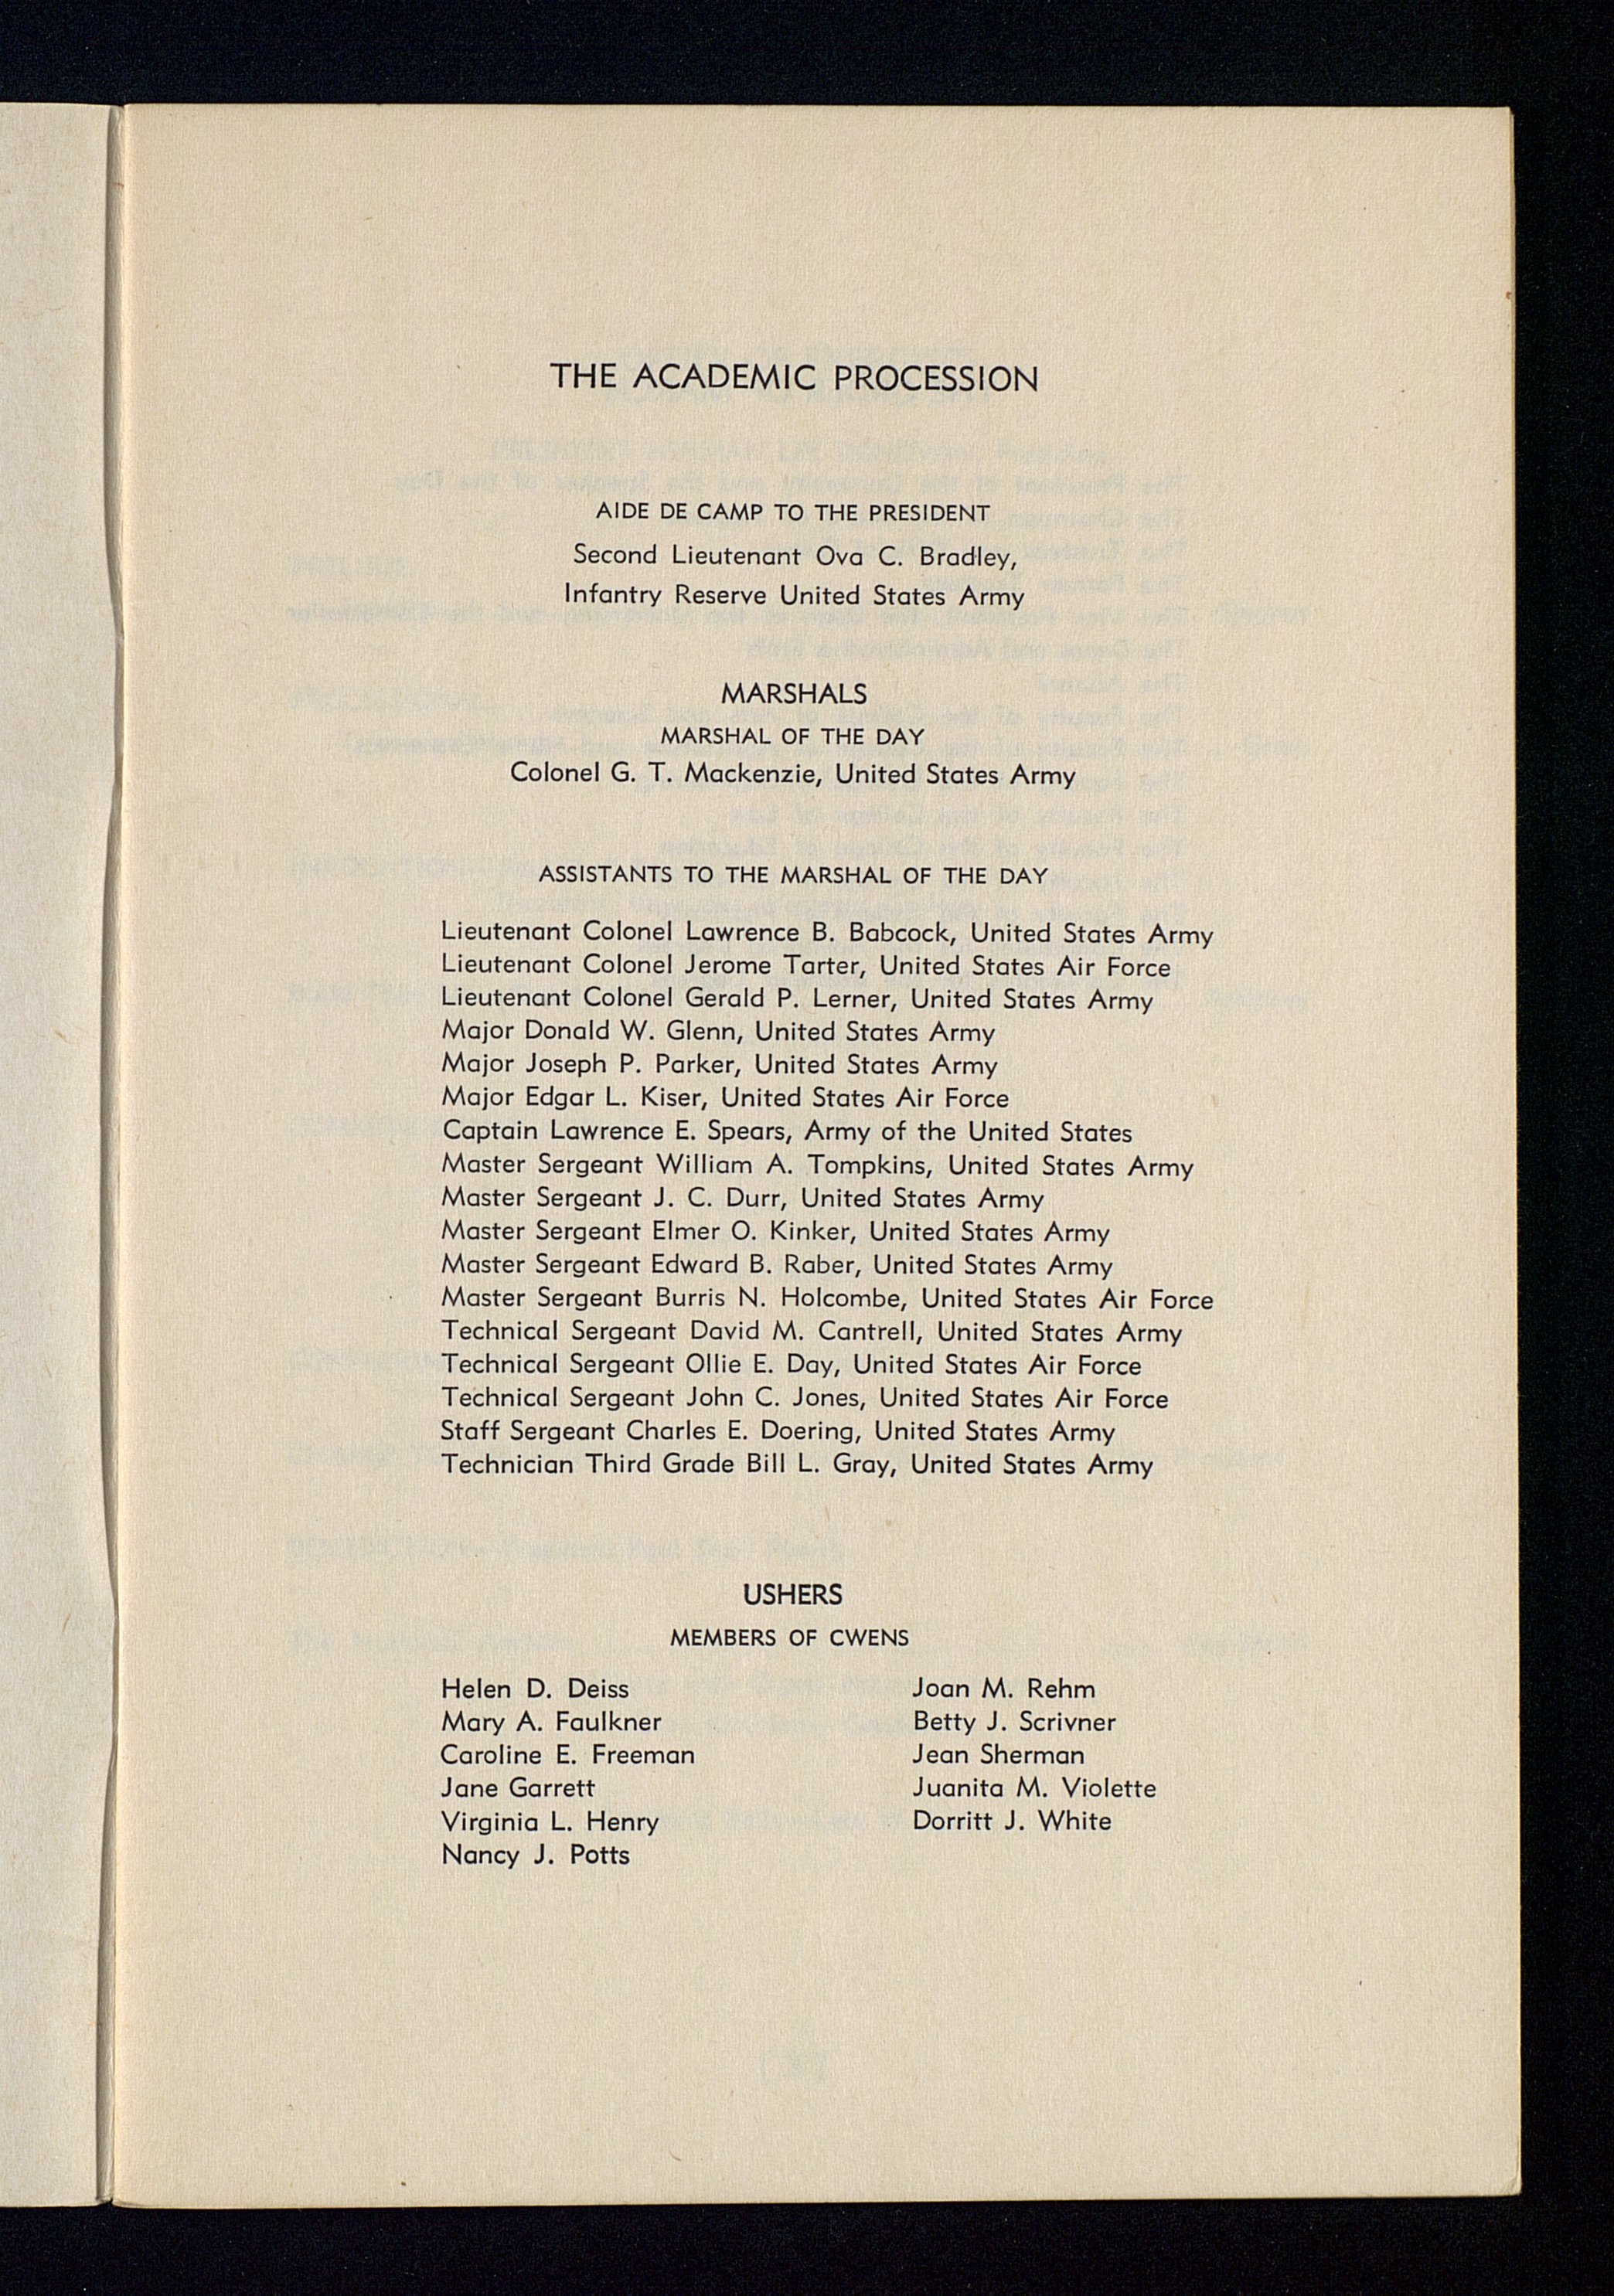 THE ACADEMIC PROCESSION
AIDE DE CAMP TO THE PRESIDENT
Second Lieutenant Ova C. Bradley,
Infantry Reserve United States Army
MARSHALS
MARSHAL OF THE DAY
Colonel G. T. Mackenzie, United States Army
ASSISTANTS TO THE MARSHAL OF THE DAY
Lieutenant Colonel Lawrence B. Babcock, United States Army
Lieutenant Colonel Jerome Tarter, United States Air Force
Lieutenant Colonel Gerald P. Lerner, United States Army
Major Donald W. Glenn, United States Army
Major Joseph P. Parker, United States Army
Major Edgar L. Kiser, United States Air Force
Captain Lawrence E. Spears, Army of the United States
Master Sergeant William A. Tompkins, United States Army
Master Sergeant J. C. Durr, United States Army
Master Sergeant Elmer O. Kinker, United States Army
Master Sergeant Edward B. Raber, United States Army
Master Sergeant Burris N. Holcombe, United States Air Force
Technical Sergeant David M. Cantrell, United States Army
Technical Sergeant Ollie E. Day, United States Air Force
Technical Sergeant John C. Jones, United States Air Force
Staff Sergeant Charles E. Doering, United States Army
Technician Third Grade Bill L. Gray, United States Army
USHERS
MEMBERS OF CWENS
Helen D. Deiss
Mary A. Faulkner
Caroline E. Freeman
Jane Garrett
Virginia L. Henry
Nancy J. Potts
Joan M. Rehm
Betty J. Scrivner
Jean Sherman
Juanita M. Violette
Dorritt J. White